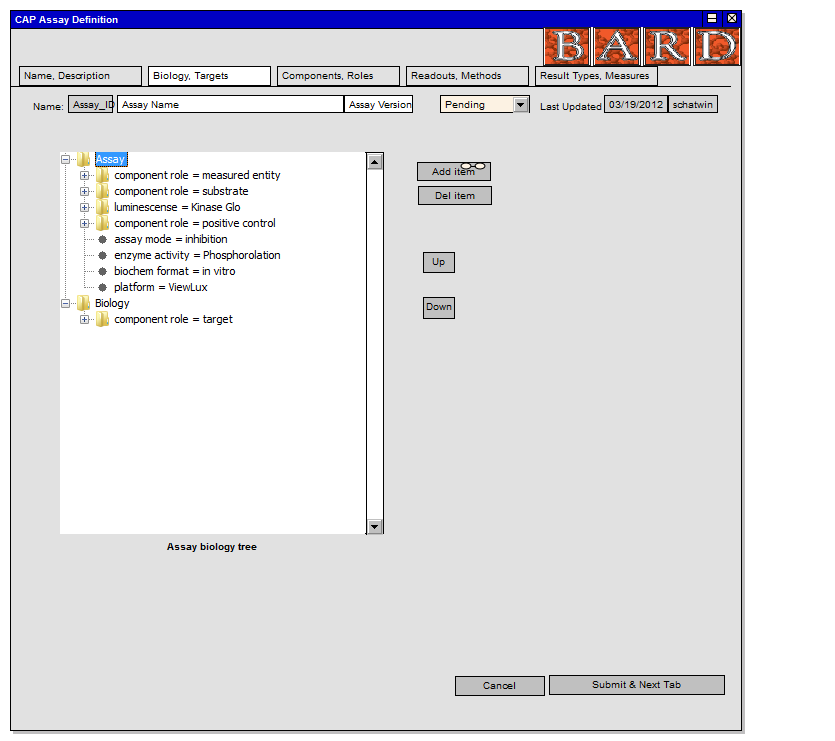 CAP Assay Definition
BARD
Name, Description Biology, Targets Components, Roles Readouts, Methods Result Types, Measures
Name: Assay_ID Assay Name Assay Version Pending Last Updated 03/19/2012 schatwin
Assay
component role = measured entity
component role = substrate
luminescense = Kinase Glo
component role = positive control
assay mode = inhibition
enzyme activity = Phosphorolation
biochem format = in vitro
platform = ViewLux
Biology
component role = target
Add item
Del item
Up
Down
Assay biology tree
Cancel Submit & Next Tab